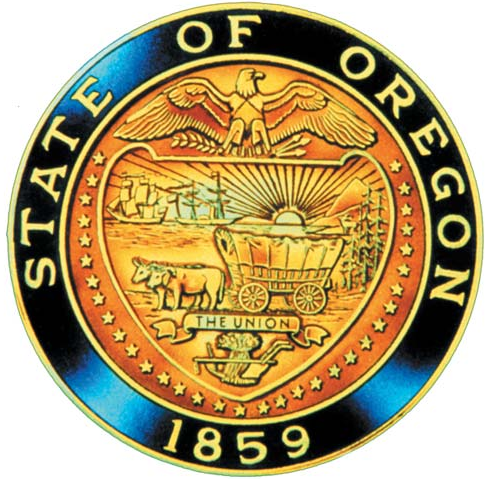 STATE OF OREGON
THE UNION
1859